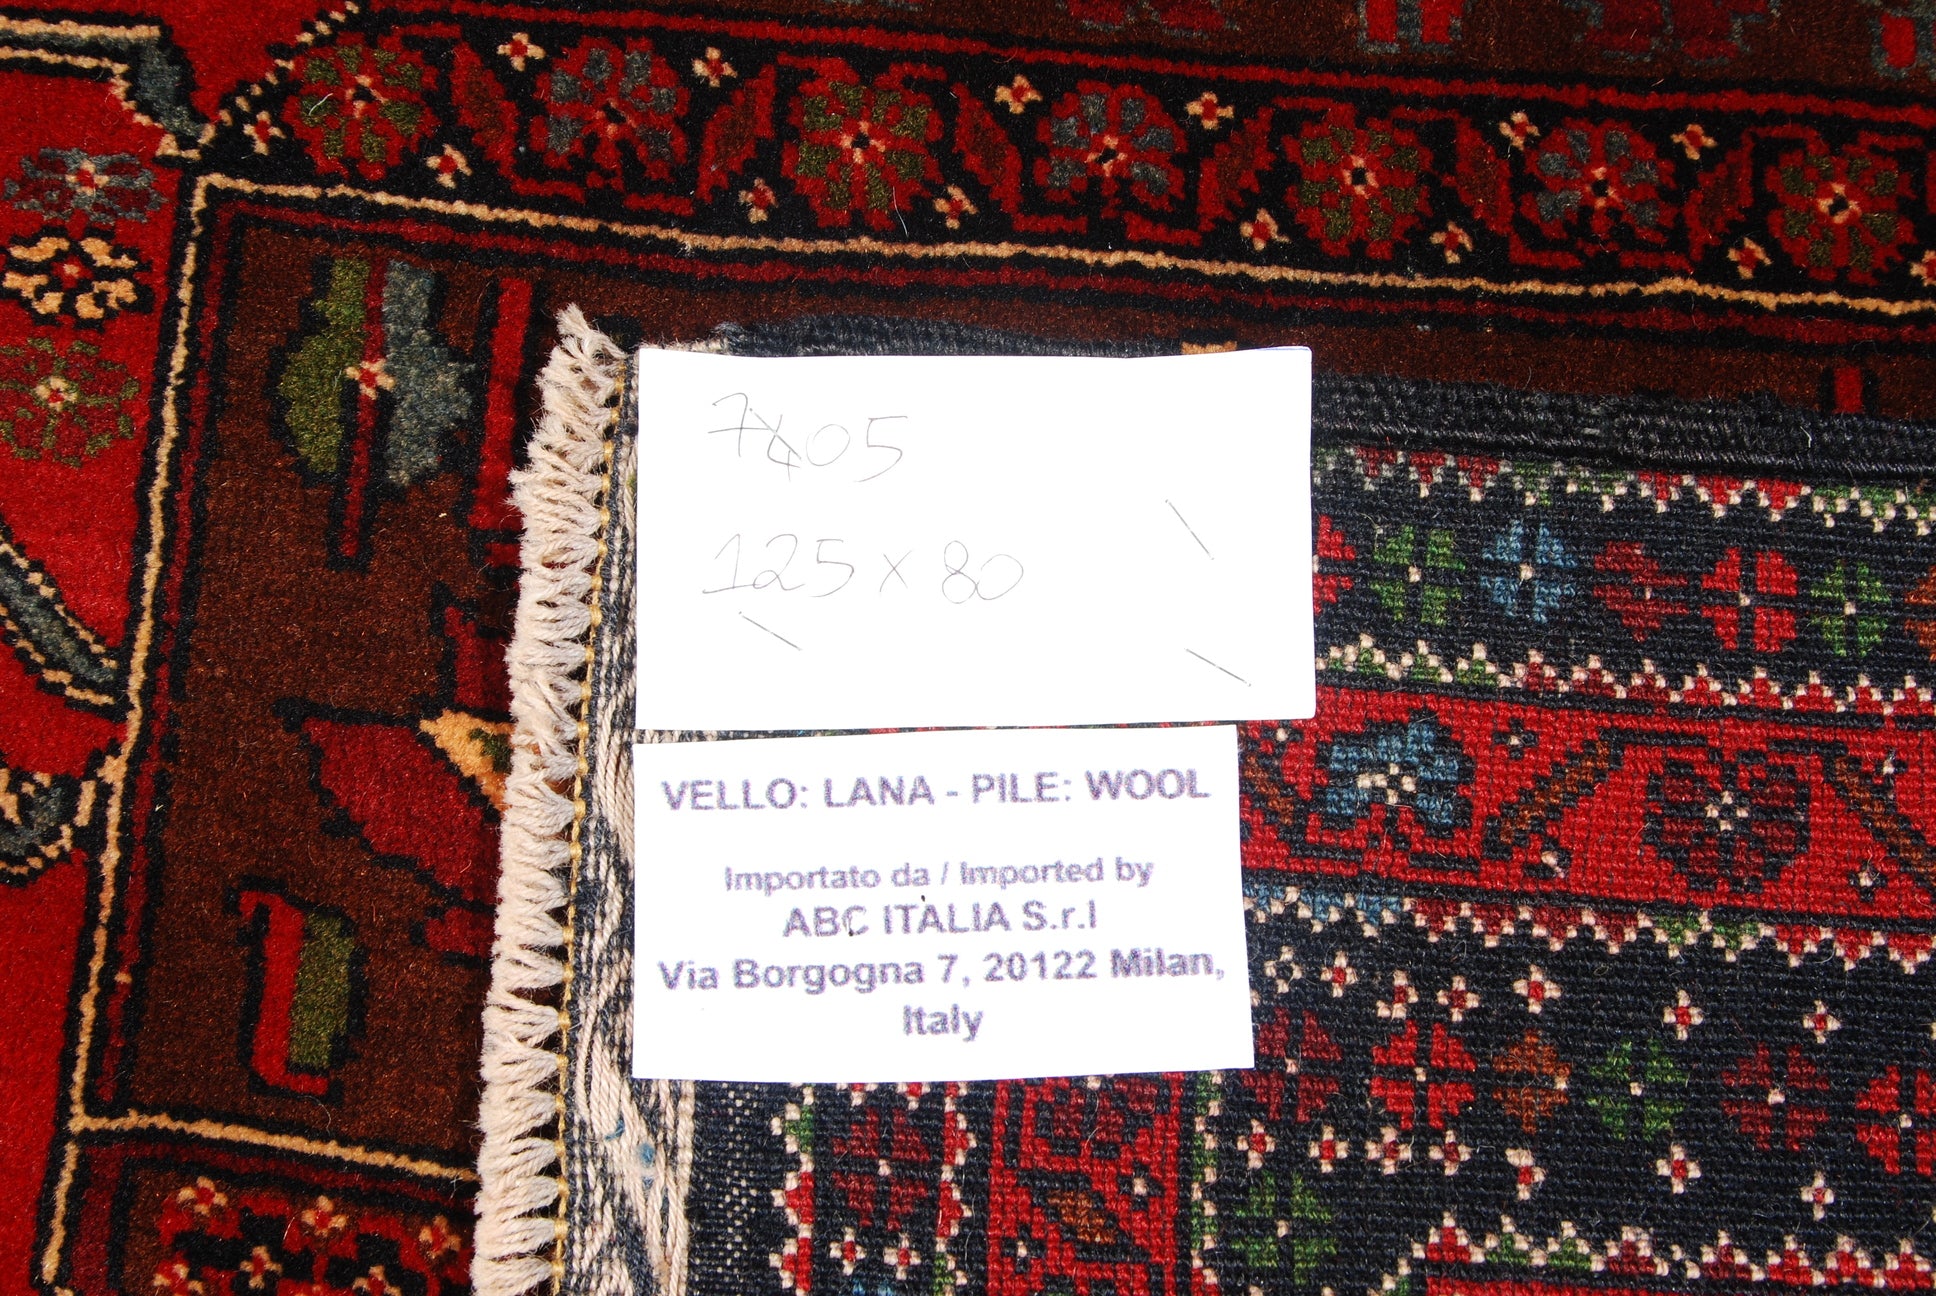 7405
125 x 80
VELLO: LANA - PILE: WOOL
Importato da / Imported by
ABC ITALIA S.r.l
Via Borgogna 7, 20122 Milan,
Italy